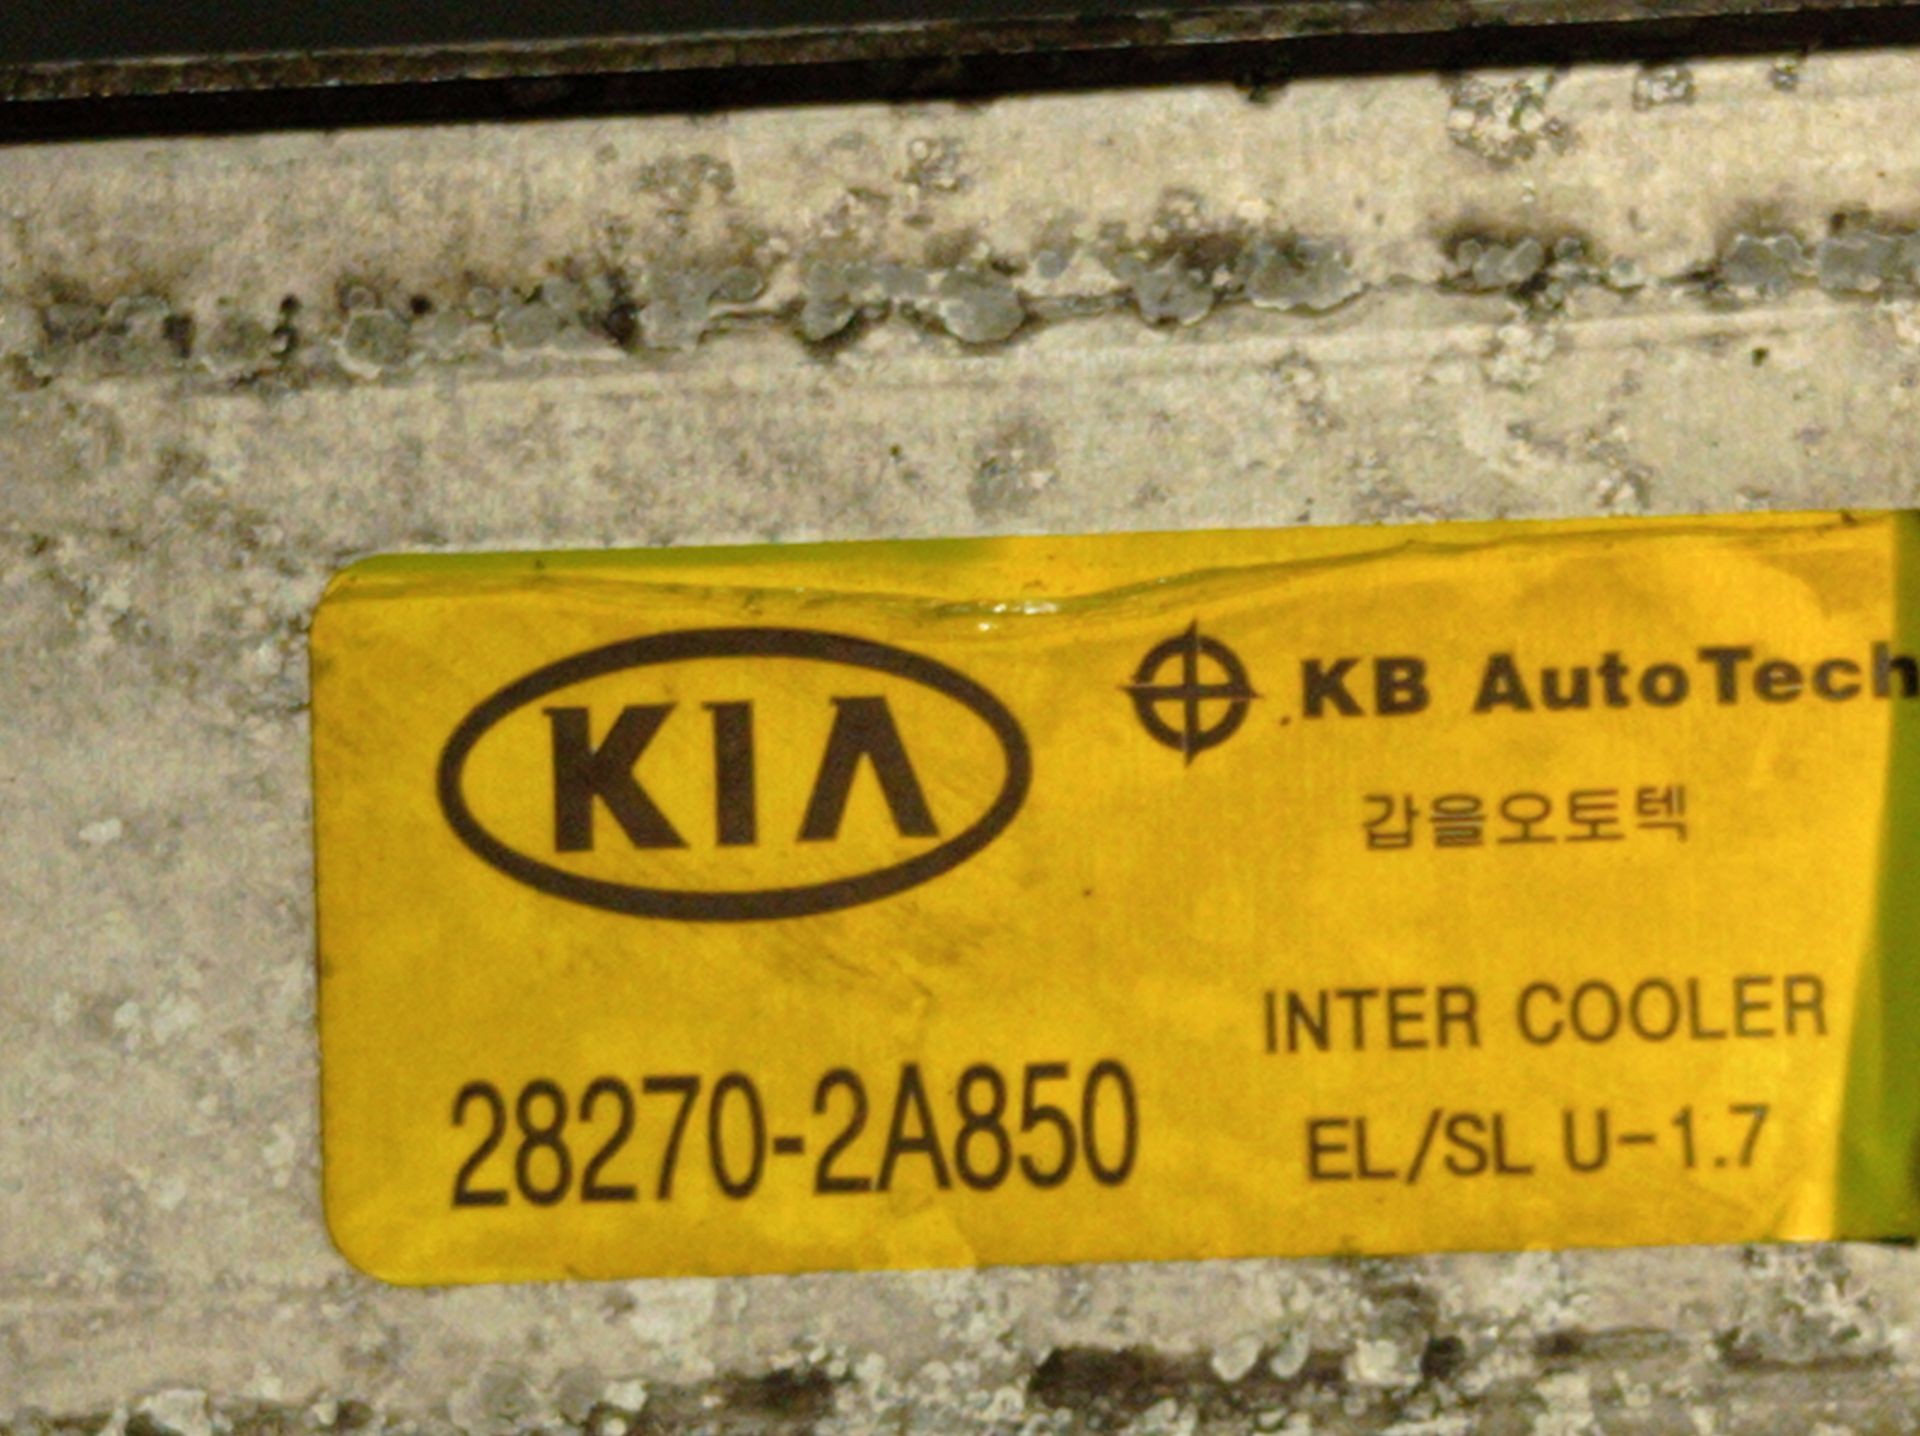 KIA
KB AutoTech
갑을오토텍
INTER COOLER
28270-2A850
EL/SL U-1.7